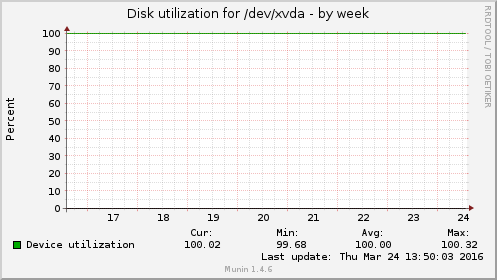 Disk utilization for /dev/xvda - by week
RRDTOOL / TOBI OETIKER
Percent
100
90
80
70
60
50
40
30
20
10
0
17 18 19 20 21 22 23 24
Cur: Min: Avg: Max:
Device utilization 100.02 99.68 100.00 100.32
Last update: Thu Mar 24 13:50:03 2016
Munin 1.4.6